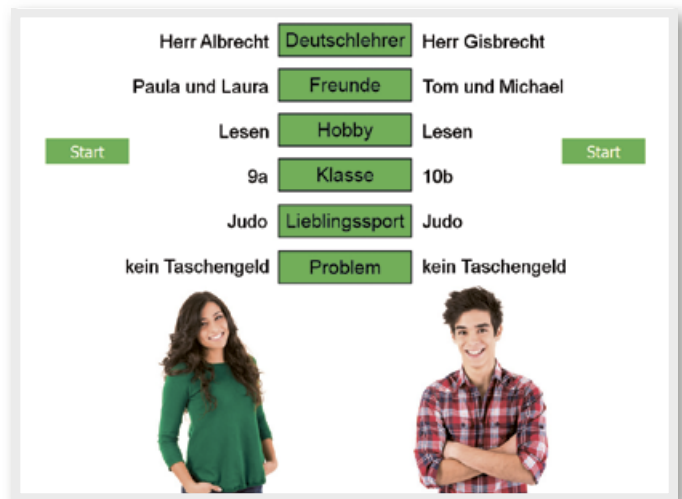 Herr Albrecht Deutschlehrer Herr Gisbrecht
Paula und Laura Freunde Tom und Michael
Lesen Hobby Lesen
Start Start
9a Klasse 10b
Judo Lieblingssport Judo
kein Taschengeld Problem kein Taschengeld